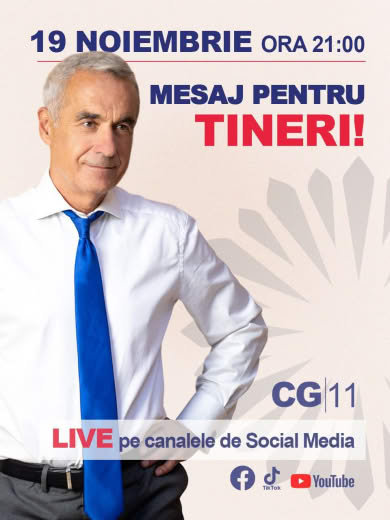 19 NOIEMBRIE ORA 21:00
MESAJ PENTRU
TINERI!
CG|11
LIVE pe canalele de Social Media
TikTok
YouTube